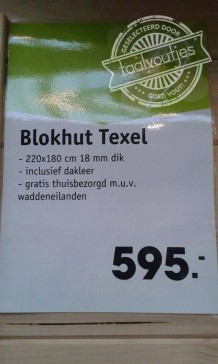 GESELECTEERD DOOR
taalvoutjes
GOED FOUT!
Blokhut Texel
- 220x180 cm 18 mm dik
- inclusief dakleer
- gratis thuisbezorgd m.u.v.
waddeneilanden
595.-